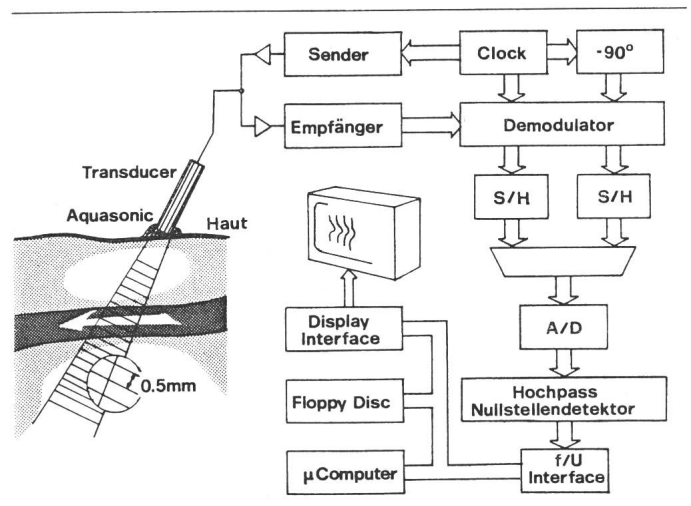 Sender
Clock
-90°
Empfänger
Demodulator
Transducer
S/H
S/H
Aquasonic
Haut
Display
Interface
A/D
0.5mm
Floppy Disc
Hochpass
Nullstellendetektor
µComputer
f/U
Interface